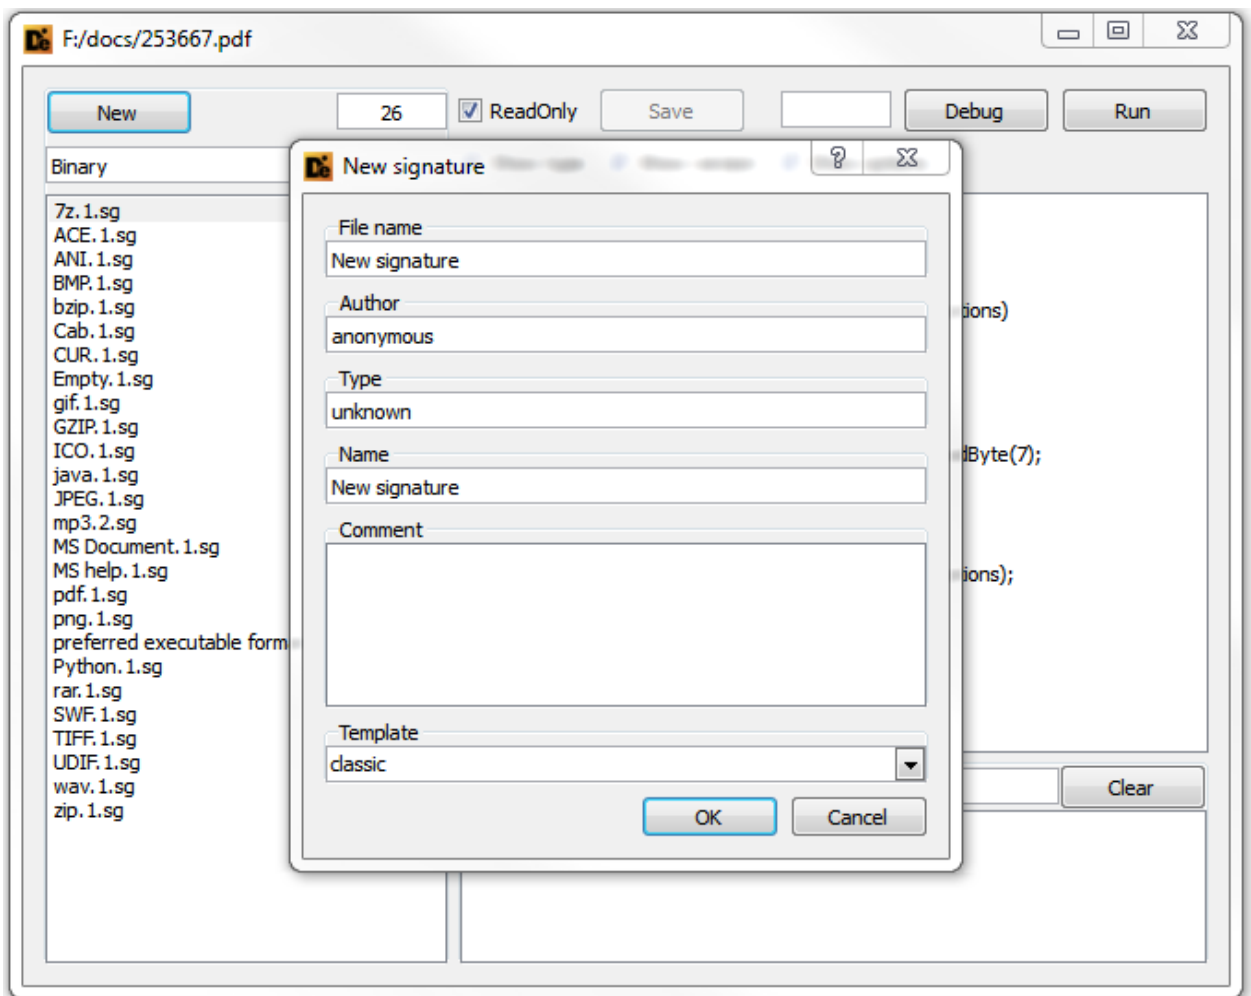 F:/docs/253667.pdf
New
26
ReadOnly
Save
Debug
Run
Binary
New signature
7z.1.sg
ACE.1.sg
ANI.1.sg
BMP.1.sg
bzip.1.sg
Cab.1.sg
CUR.1.sg
Empty.1.sg
gif.1.sg
GZIP.1.sg
ICO.1.sg
java.1.sg
JPEG.1.sg
mp3.2.sg
MS Document.1.sg
MS help.1.sg
pdf.1.sg
png.1.sg
preferred executable form
Python.1.sg
rar.1.sg
SWF.1.sg
TIFF.1.sg
UDIF.1.sg
wav.1.sg
zip.1.sg
File name
New signature
Author
anonymous
Type
unknown
Name
New signature
Comment
Template
classic
OK
Cancel
tions)
dByte(7);
ions);
Clear